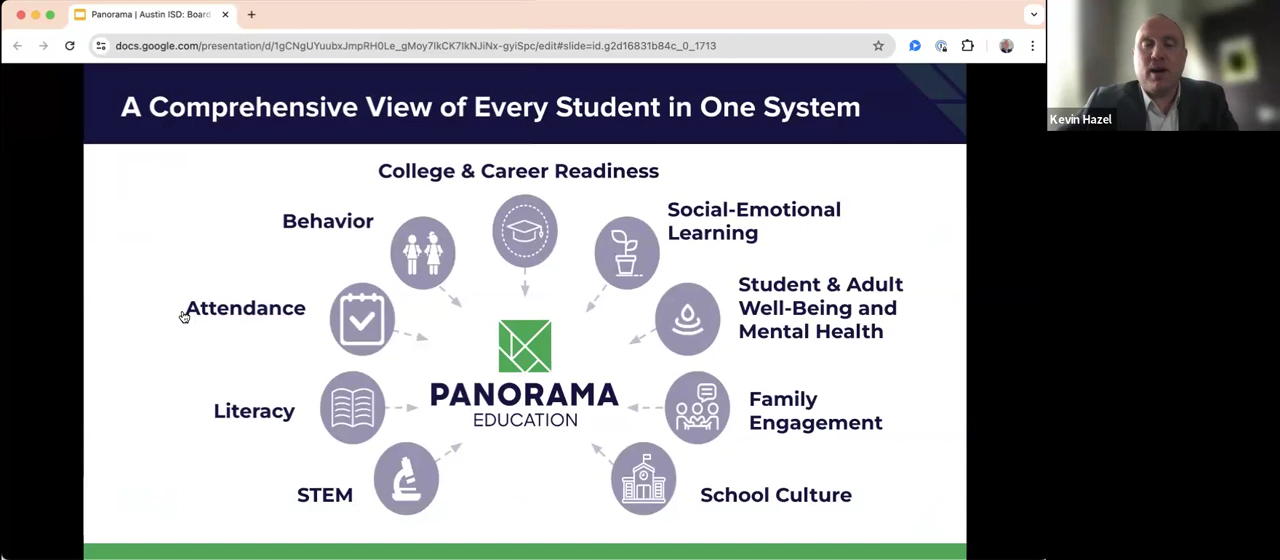 Panorama | Austin ISD: Board
docs.google.com/presentation/d/1gCNgUYuubxJmpRH0Le_gMoy7lkCK7lkNJiNx-gyiSpc/edit#slide=id.g2d16831b84c_0_1713
Kevin Hazel
A Comprehensive View of Every Student in One System
College & Career Readiness
Behavior
Social-Emotional
Learning
Attendance
Student & Adult
Well-Being and
Mental Health
Literacy
PANORAMA
EDUCATION
Family
Engagement
STEM
School Culture